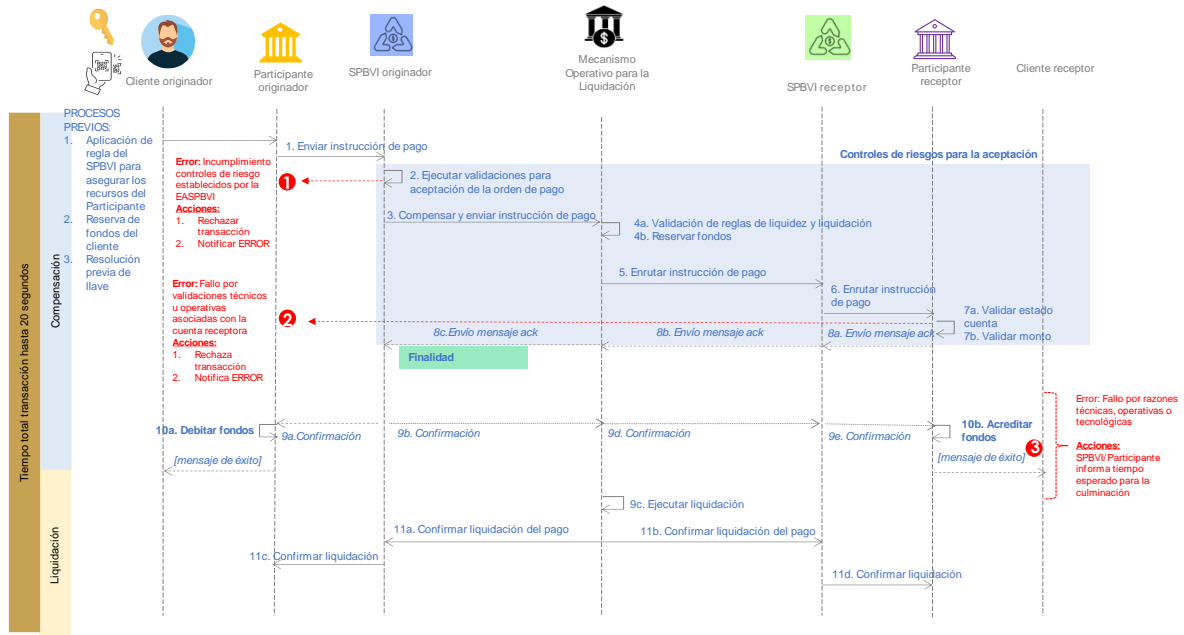 Cliente originador
Participante
originador
SPBVI originador
Mecanismo
Operativo para la
Liquidación
SPBVI receptor
Participante
receptor
Cliente receptor
Tiempo total transacción hasta 20 segundos
Compensación
Liquidación
PROCESOS
PREVIOS:
1. Aplicación de
regla del
SPBVI para
asegurar los
recursos del
Participante
2. Reserva de
fondos del
cliente
3. Resolución
previa de
llave
1. Enviar instrucción de pago
Controles de riesgos para la aceptación
Error: Incumplimiento
controles de riesgo
establecidos por la
EASPBVI
Acciones:
1. Rechazar
transacción
2. Notificar ERROR
1
2. Ejecutar validaciones para
aceptación de la orden de pago
3. Compensar y enviar instrucción de pago
4a. Validación de reglas de liquidez y liquidación
4b. Reservar fondos
5. Enrutar instrucción de pago
6. Enrutar instrucción
de pago
Error: Fallo por
validaciones técnicos
u operativas
asociadas con la
cuenta receptora
Acciones:
1. Rechaza
transacción
2. Notifica ERROR
2
7a. Validar estado
cuenta
7b. Validar monto
8c.Envío mensaje ack
8b. Envío mensaje ack
8a. Envío mensaje ack
Finalidad
10a. Debitar fondos
9a.Confirmación
9b. Confirmación
9d. Confirmación
9e. Confirmación
10b. Acreditar
fondos
[mensaje de éxito]
[mensaje de éxito]
3
Error: Fallo por razones
técnicas, operativas o
tecnológicas
Acciones:
SPBVI/Participante
informa tiempo
esperado para la
culminación
9c. Ejecutar liquidación
11a. Confirmar liquidación del pago
11b. Confirmar liquidación del pago
11c. Confirmar liquidación
11d. Confirmar liquidación